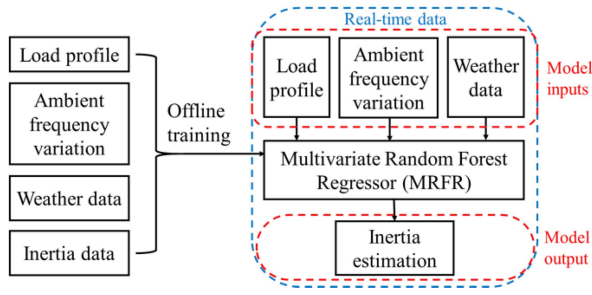 Load profile
Ambient
frequency
variation
Weather data
Inertia data
Offline
training
Real-time data
Load
profile
Ambient
frequency
variation
Weather
data
Model
inputs
Multivariate Random Forest
Regressor (MRFR)
Inertia
estimation
Model
output